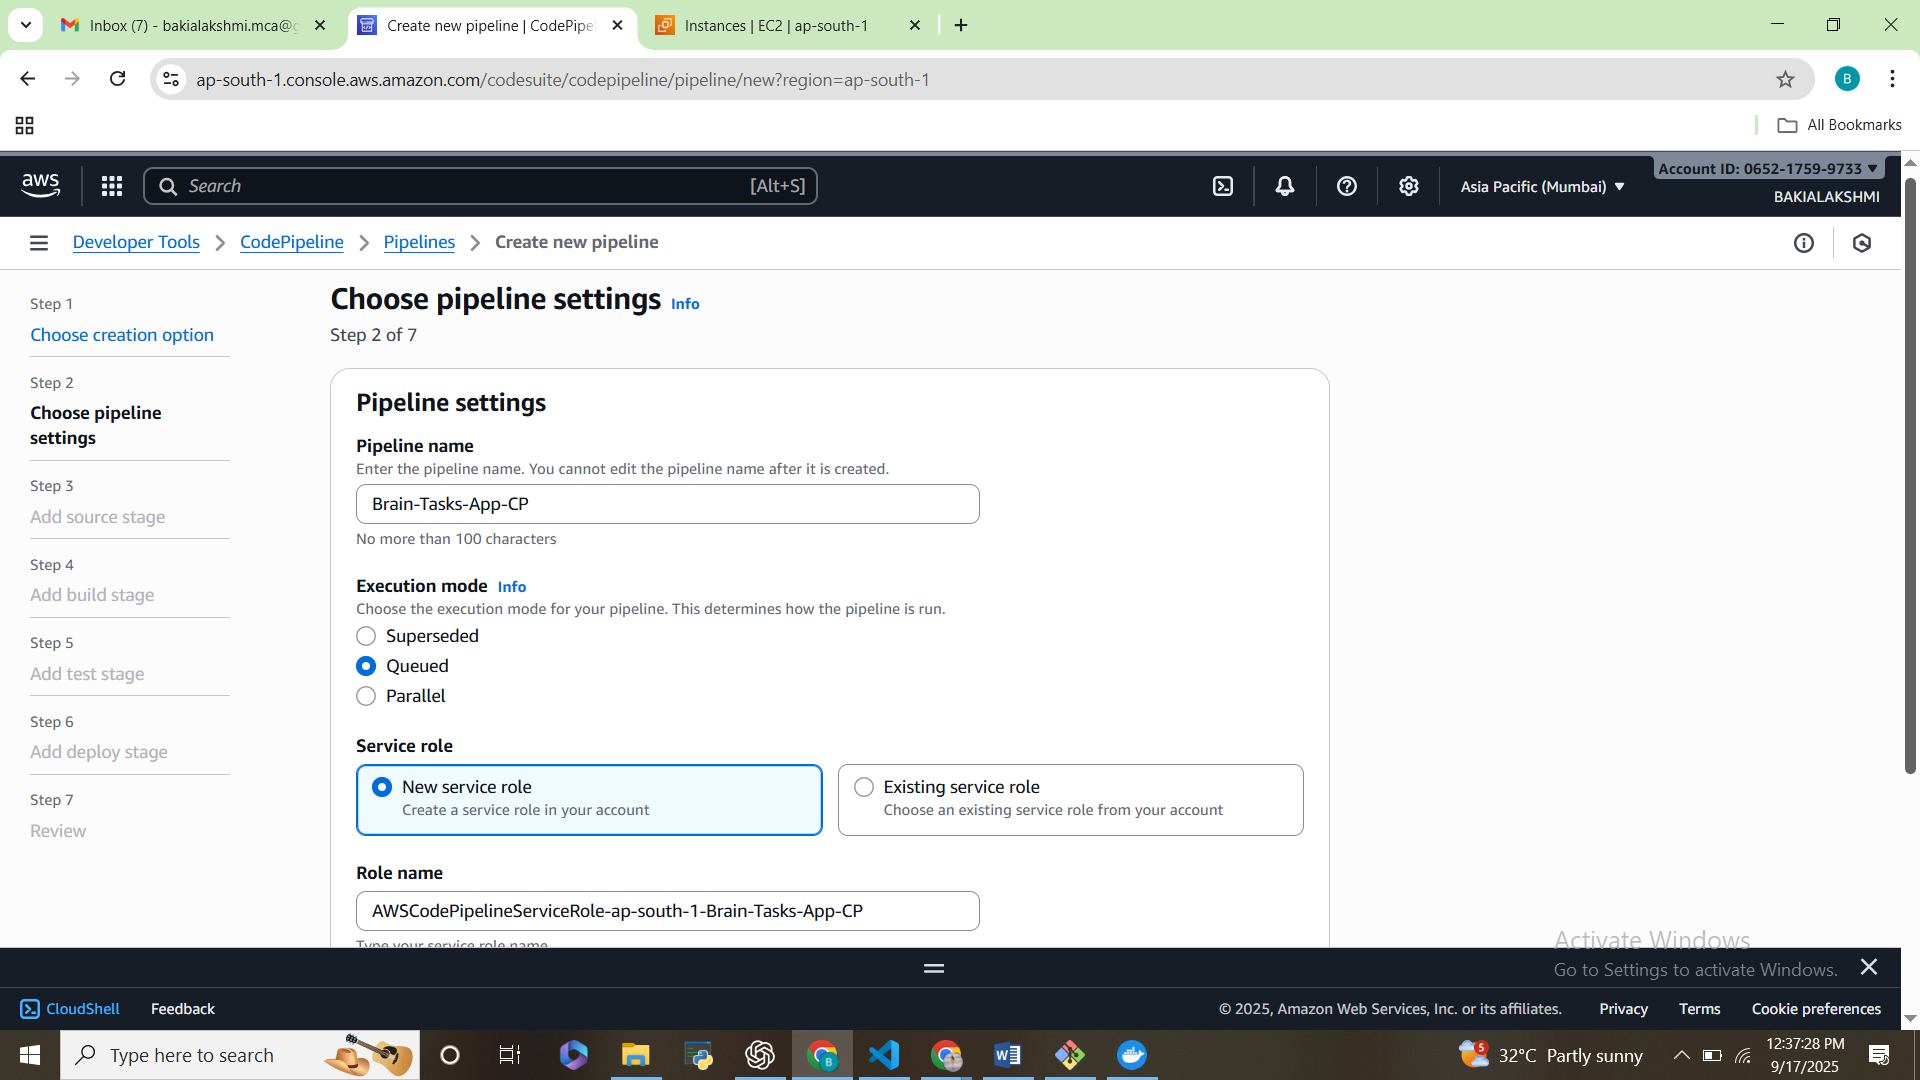 Inbox (7) - bakialakshmi.mca@g
Create new pipeline | CodePipel
Instances | EC2 | ap-south-1
ap-south-1.console.aws.amazon.com/codesuite/codepipeline/pipeline/new?region=ap-south-1
B
All Bookmarks
aws
Search
[Alt+S]
Asia Pacific (Mumbai)
Account ID: 0652-1759-9733
BAKIALAKSHMI
Developer Tools
CodePipeline
Pipelines
Create new pipeline
Step 1
Choose creation option
Step 2
Choose pipeline
settings
Step 3
Add source stage
Step 4
Add build stage
Step 5
Add test stage
Step 6
Add deploy stage
Step 7
Review
Choose pipeline settings Info
Step 2 of 7
Pipeline settings
Pipeline name
Enter the pipeline name. You cannot edit the pipeline name after it is created.
Brain-Tasks-App-CP
No more than 100 characters
Execution mode Info
Choose the execution mode for your pipeline. This determines how the pipeline is run.
Superseded
Queued
Parallel
Service role
New service role
Create a service role in your account
Existing service role
Choose an existing service role from your account
Role name
AWSCodePipelineServiceRole-ap-south-1-Brain-Tasks-App-CP
Type your service role name
Activate Windows
Go to Settings to activate Windows.
CloudShell
Feedback
© 2025, Amazon Web Services, Inc. or its affiliates.
Privacy
Terms
Cookie preferences
Type here to search
5
32°C Partly sunny
12:37:28 PM
9/17/2025